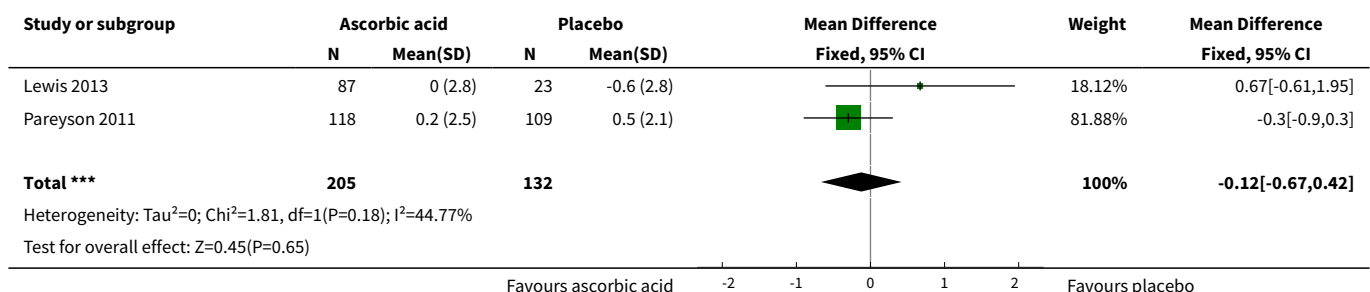 Study or subgroup Ascorbic acid Placebo Mean Difference Weight Mean Difference
N Mean(SD) N Mean(SD) Fixed, 95% CI Fixed, 95% CI
Lewis 2013 87 0 (2.8) 23 -0.6 (2.8) 18.12% 0.67[-0.61,1.95]
Pareyson 2011 118 0.2 (2.5) 109 0.5 (2.1) 81.88% -0.3[-0.9,0.3]
Total *** 205 132 100% -0.12[-0.67,0.42]
Heterogeneity: Tau²=0; Chi²=1.81, df=1(P=0.18); I²=44.77%
Test for overall effect: Z=0.45(P=0.65)
Favours ascorbic acid -2 -1 0 1 2 Favours placebo